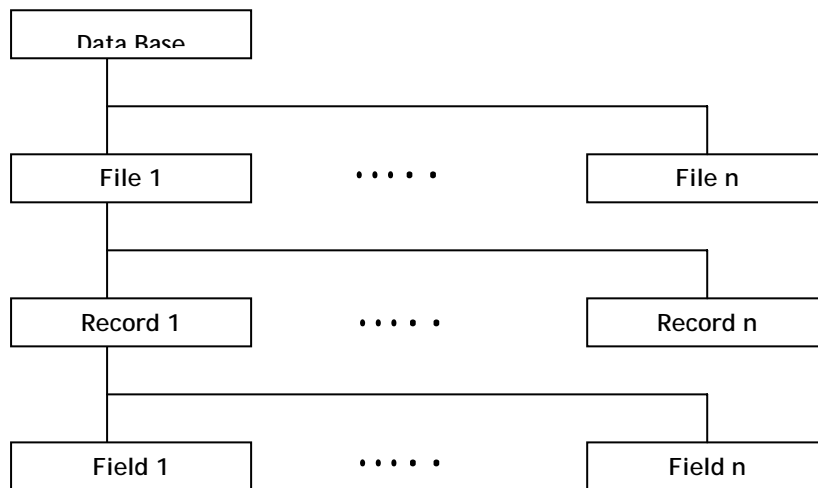 Data Base
File 1 ..... File n
Record 1 ..... Record n
Field 1 ..... Field n